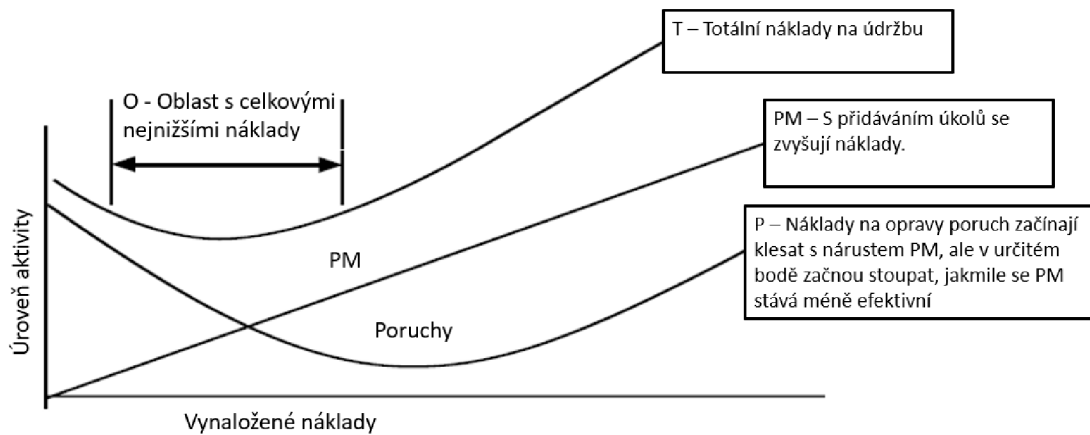 T – Totální náklady na údržbu
O - Oblast s celkovými
nejnižšími náklady
PM – S přidáváním úkolů se
zvyšují náklady.
P – Náklady na opravy poruch začínají
klesat s nárustem PM, ale v určitém
bodě začnou stoupat, jakmile se PM
stává méně efektivní
PM
Poruchy
Úroveň aktivity
Vynaložené náklady